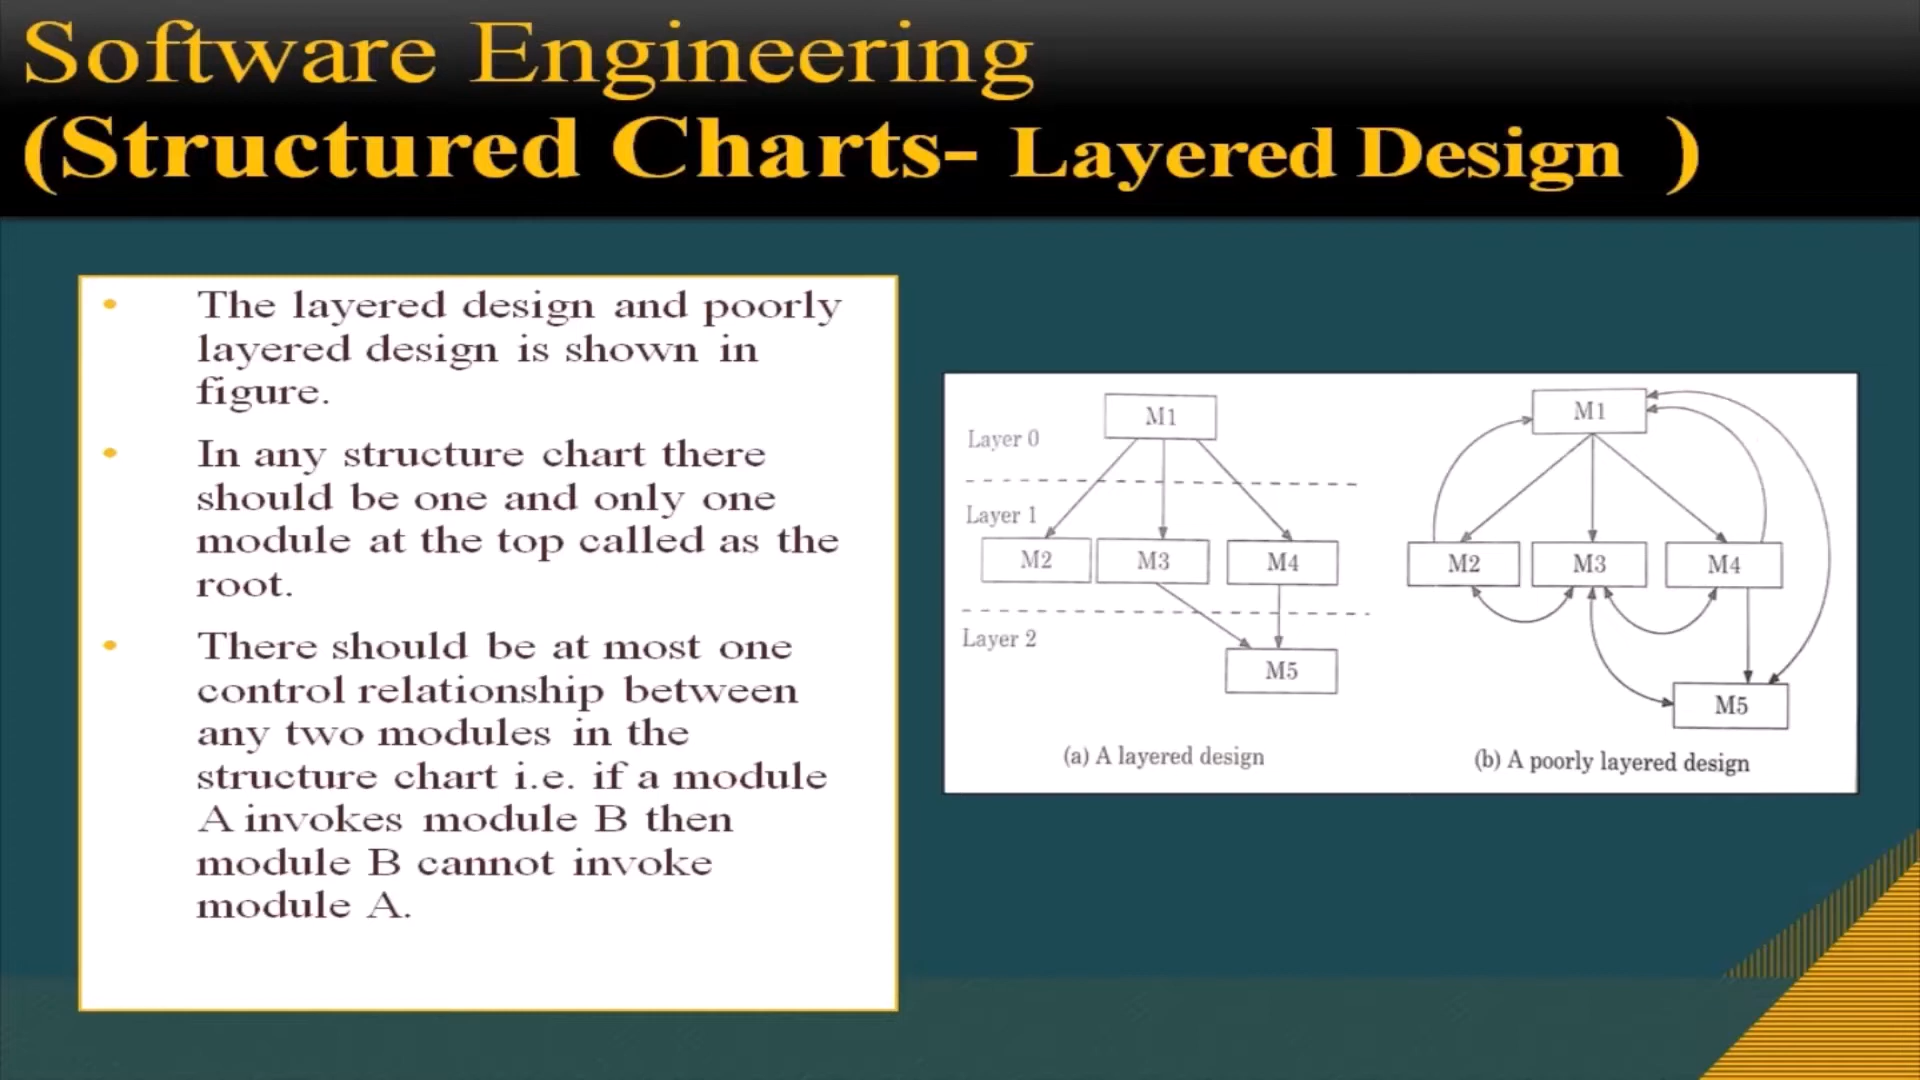 Software Engineering
(Structured Charts- Layered Design )
• The layered design and poorly
layered design is shown in
figure.
• In any structure chart there
should be one and only one
module at the top called as the
root.
• There should be at most one
control relationship between
any two modules in the
structure chart i.e. if a module
A invokes module B then
module B cannot invoke
module A.
M1
Layer 0
Layer 1
M2 M3 M4
Layer 2
M5
(a) A layered design
M1
M2 M3 M4
M5
(b) A poorly layered design